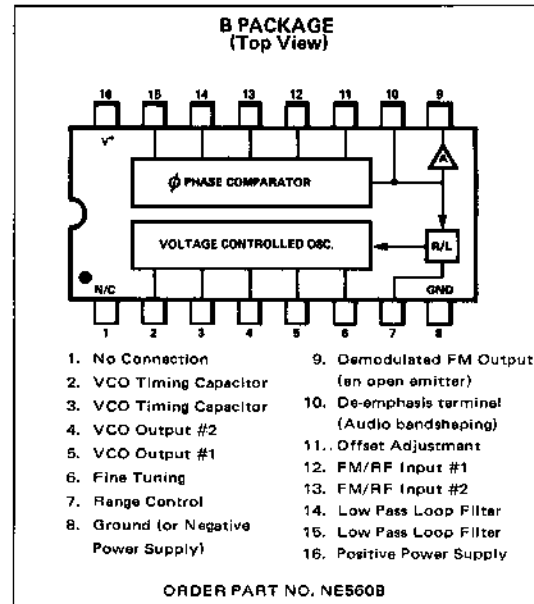 B PACKAGE
(Top View)
16 15 14 13 12 11 10 9
V+
A
ϕ PHASE COMPARATOR
VOLTAGE CONTROLLED OSC.
R/L
N/C
GND
1 2 3 4 5 6 7 8
1. No Connection
2. VCO Timing Capacitor
3. VCO Timing Capacitor
4. VCO Output #2
5. VCO Output #1
6. Fine Tuning
7. Range Control
8. Ground (or Negative
Power Supply)
9. Demodulated FM Output
(an open emitter)
10. De-emphasis terminal
(Audio bandshaping)
11. Offset Adjustment
12. FM/RF Input #1
13. FM/RF Input #2
14. Low Pass Loop Filter
15. Low Pass Loop Filter
16. Positive Power Supply
ORDER PART NO. NE560B